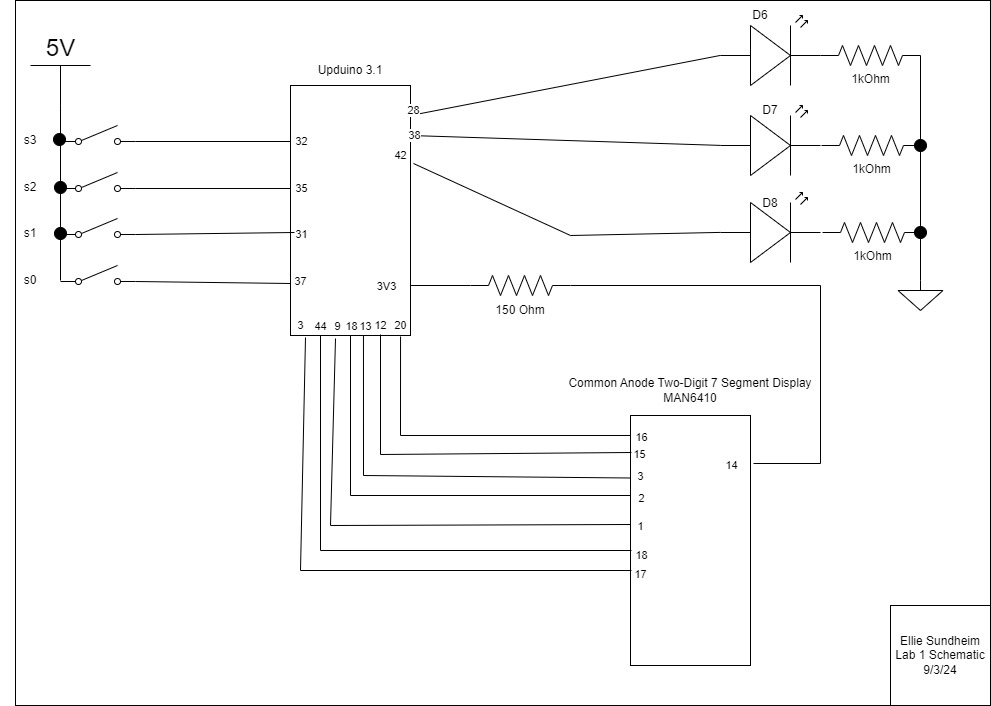 D6
5V
Upduino 3.1
1kOhm
28
D7
s3
32
38
42
1kOhm
s2
35
D8
s1
31
1kOhm
s0
37
3V3
150 Ohm
3 44 9 18 13 12 20
Common Anode Two-Digit 7 Segment Display
MAN6410
16
15
14
3
2
1
18
17
Ellie Sundheim
Lab 1 Schematic
9/3/24